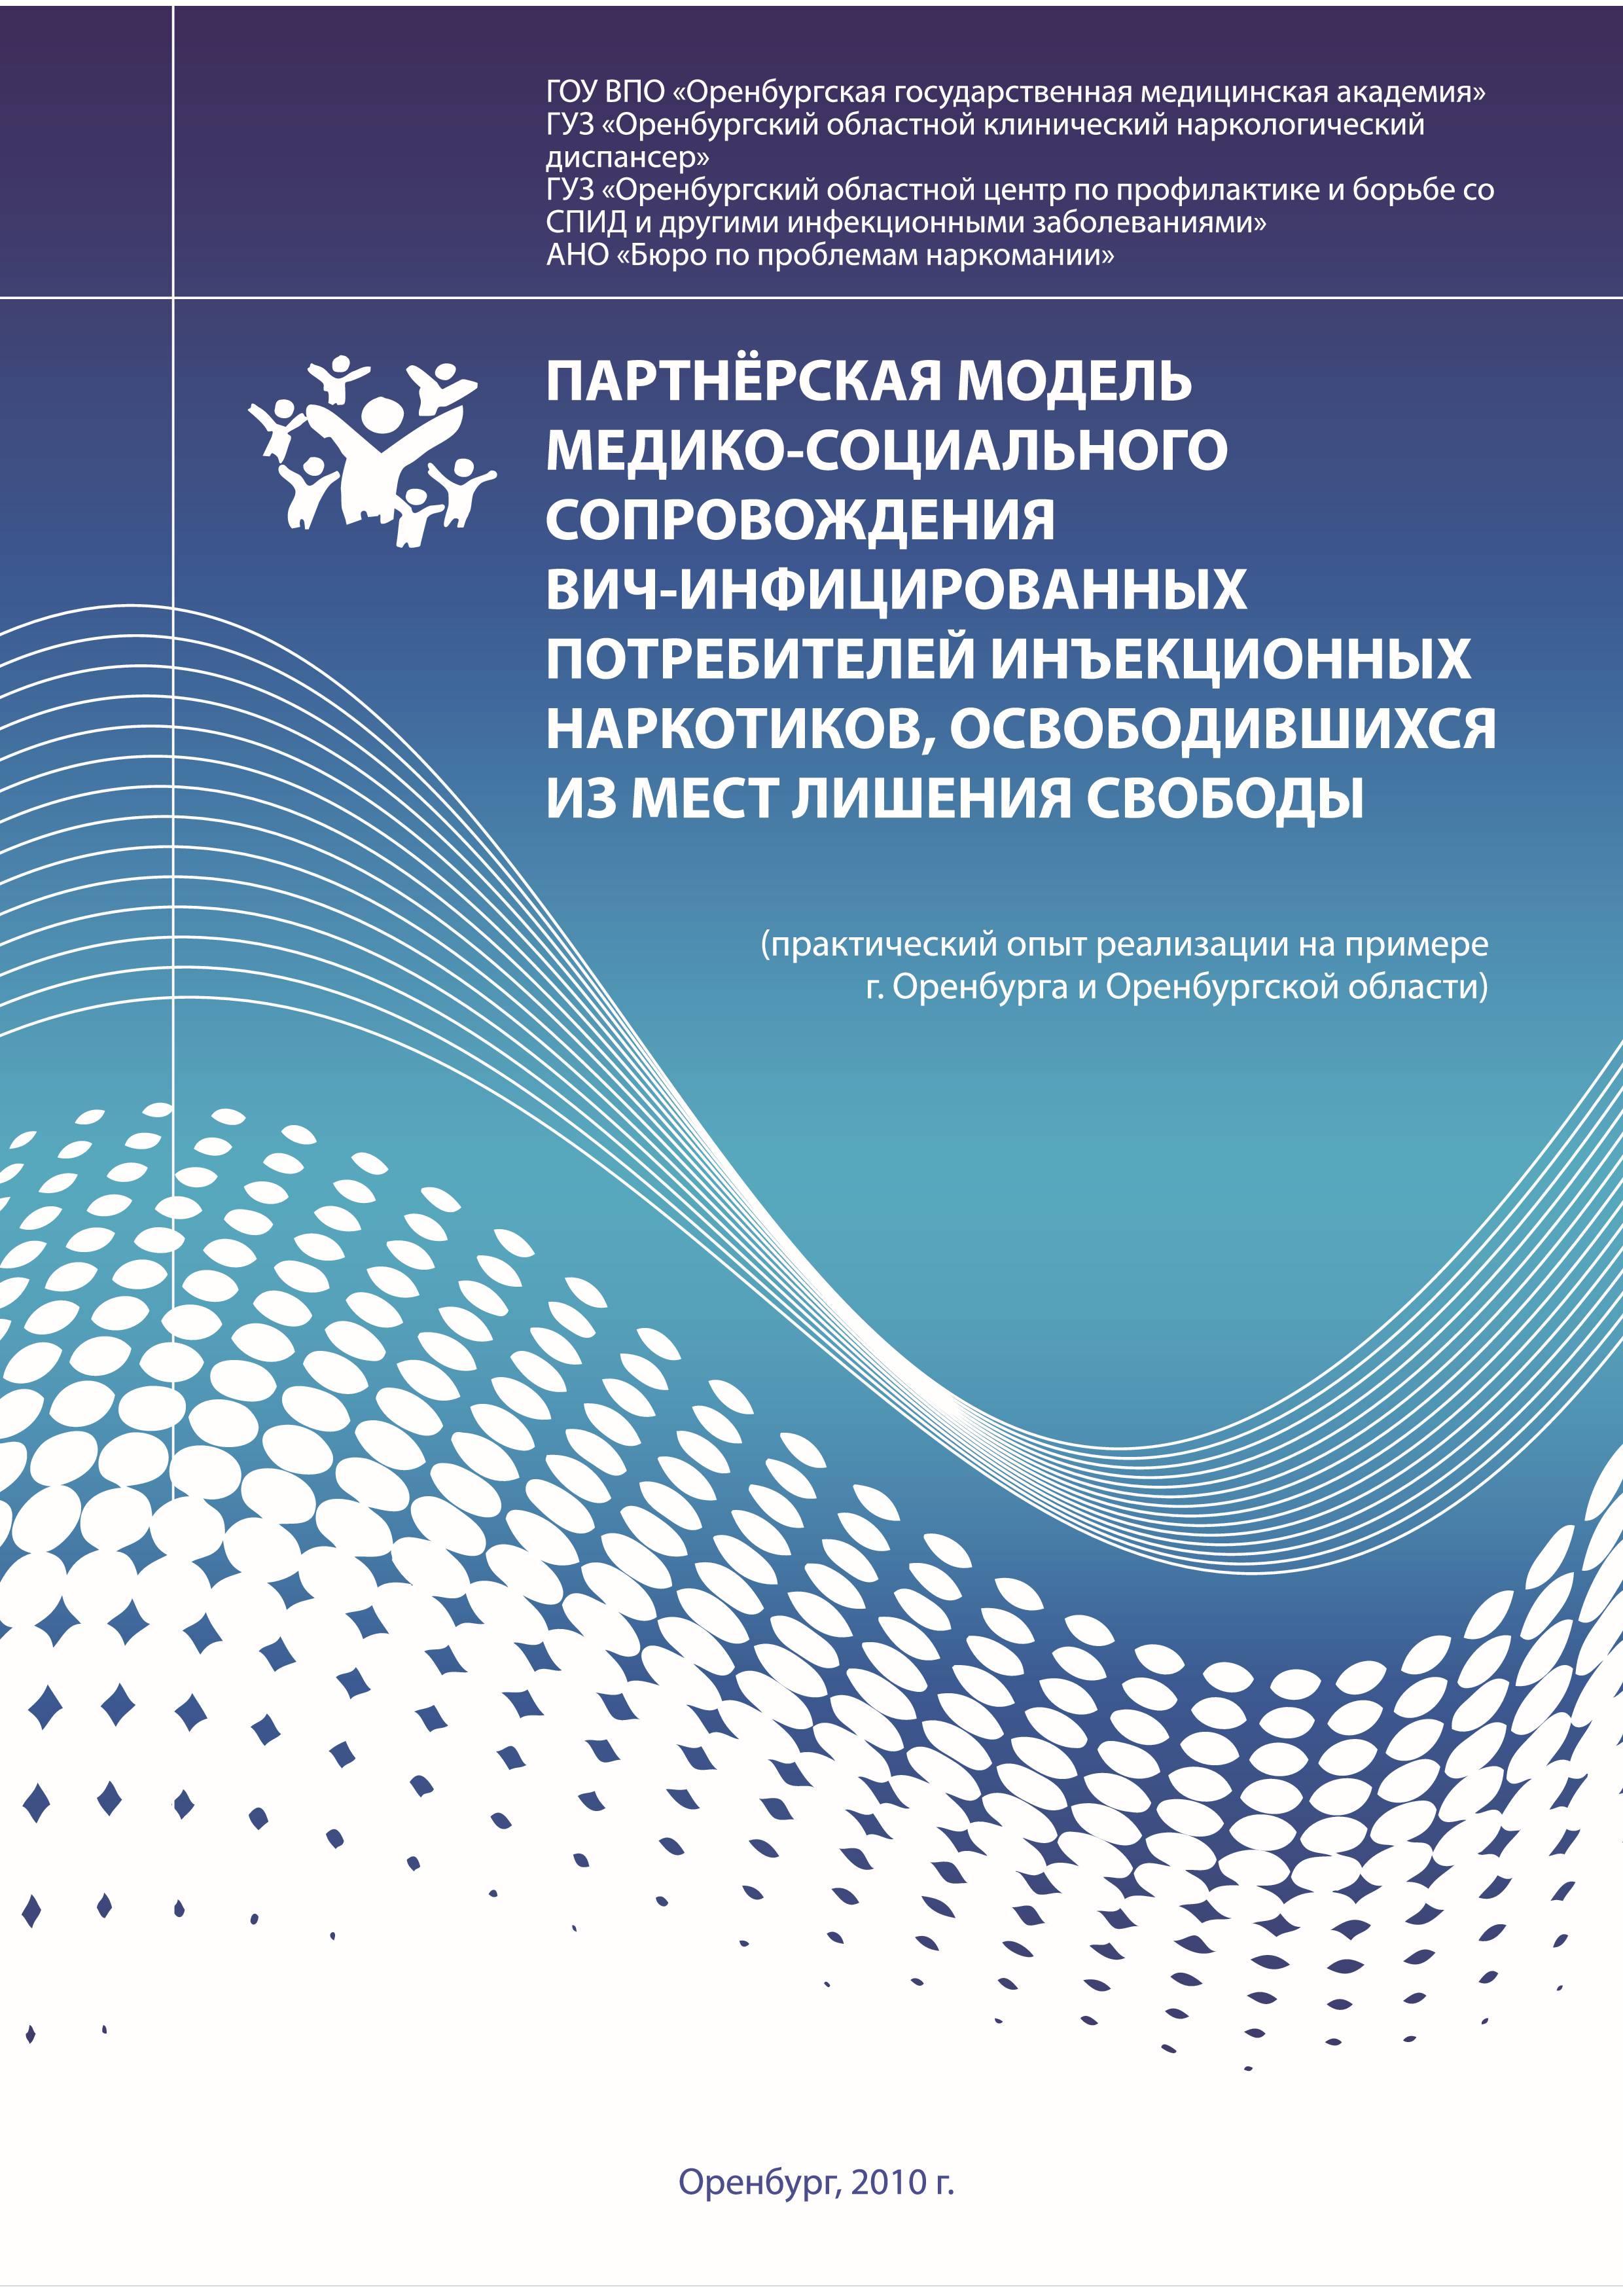 ГОУ ВПО «Оренбургская государственная медицинская академия»
ГУЗ «Оренбургский областной клинический наркологический
диспансер»
ГУЗ «Оренбургский областной центр по профилактике и борьбе со
СПИД и другими инфекционными заболеваниями»
АНО «Бюро по проблемам наркомании»
ПАРТНЁРСКАЯ МОДЕЛЬ
МЕДИКО-СОЦИАЛЬНОГО
СОПРОВОЖДЕНИЯ
ВИЧ-ИНФИЦИРОВАННЫХ
ПОТРЕБИТЕЛЕЙ ИНЪЕКЦИОННЫХ
НАРКОТИКОВ, ОСВОБОДИВШИХСЯ
ИЗ МЕСТ ЛИШЕНИЯ СВОБОДЫ
(практический опыт реализации на примере
г. Оренбурга и Оренбургской области)
Оренбург, 2010 г.